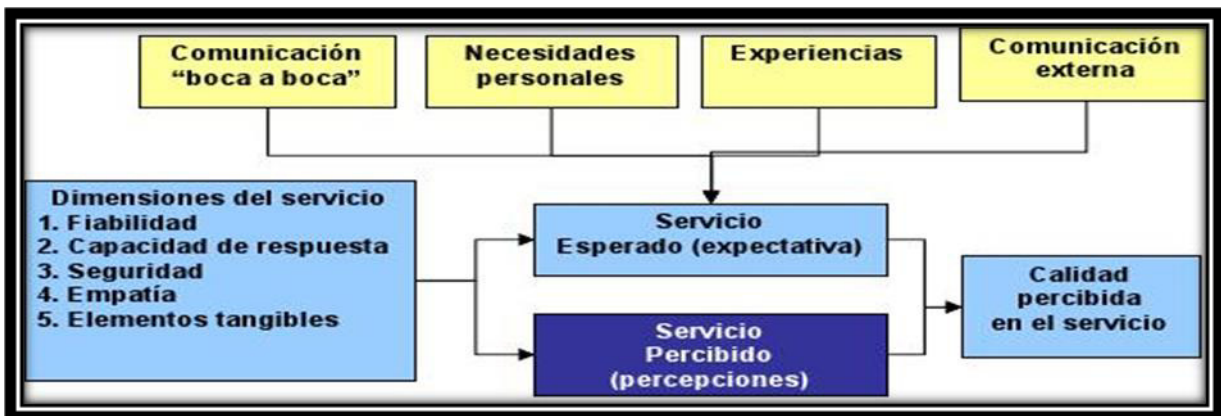 Comunicación
“boca a boca”
Necesidades
personales
Experiencias
Comunicación
externa
Dimensiones del servicio
1. Fiabilidad
2. Capacidad de respuesta
3. Seguridad
4. Empatía
5. Elementos tangibles
Servicio
Esperado (expectativa)
Servicio
Percibido
(percepciones)
Calidad
percibida
en el servicio